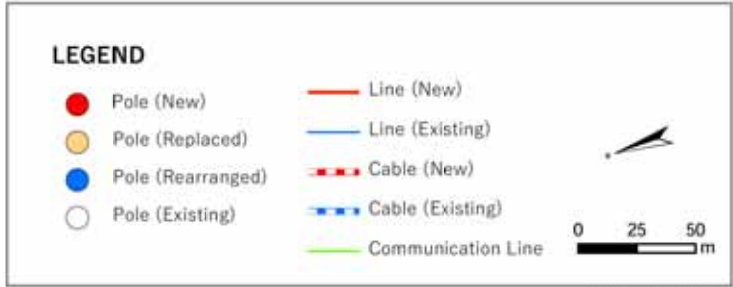 LEGEND
Pole (New)
Pole (Replaced)
Pole (Rearranged)
Pole (Existing)
Line (New)
Line (Existing)
Cable (New)
Cable (Existing)
Communication Line
0 25 50
m